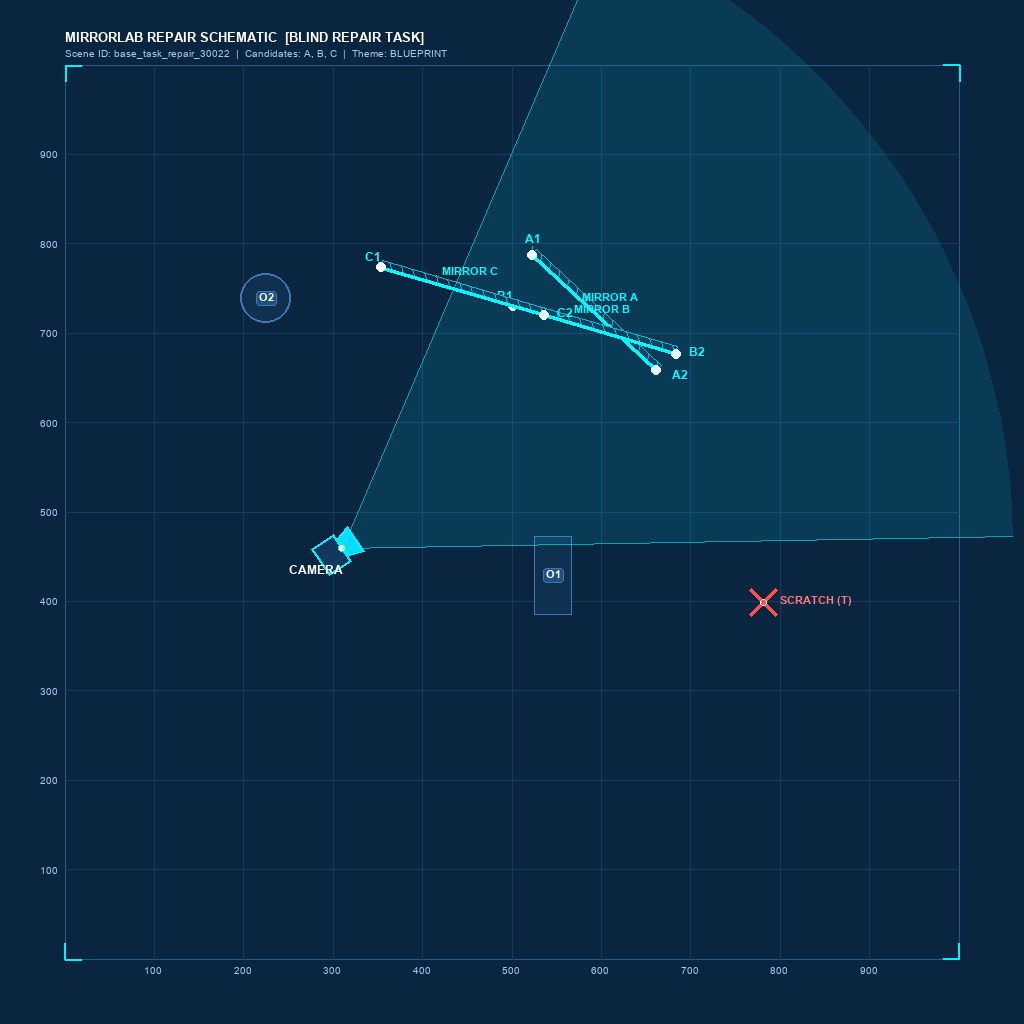 MIRRORLAB REPAIR SCHEMATIC [BLIND REPAIR TASK]
Scene ID: base_task_repair_30022 | Candidates: A, B, C | Theme: BLUEPRINT
900
800
700
600
500
400
300
200
100
A1
C1
MIRROR C
O2
MIRROR A
C2
MIRROR B
B2
A2
CAMERA
O1
SCRATCH (T)
100
200
300
400
500
600
700
800
900